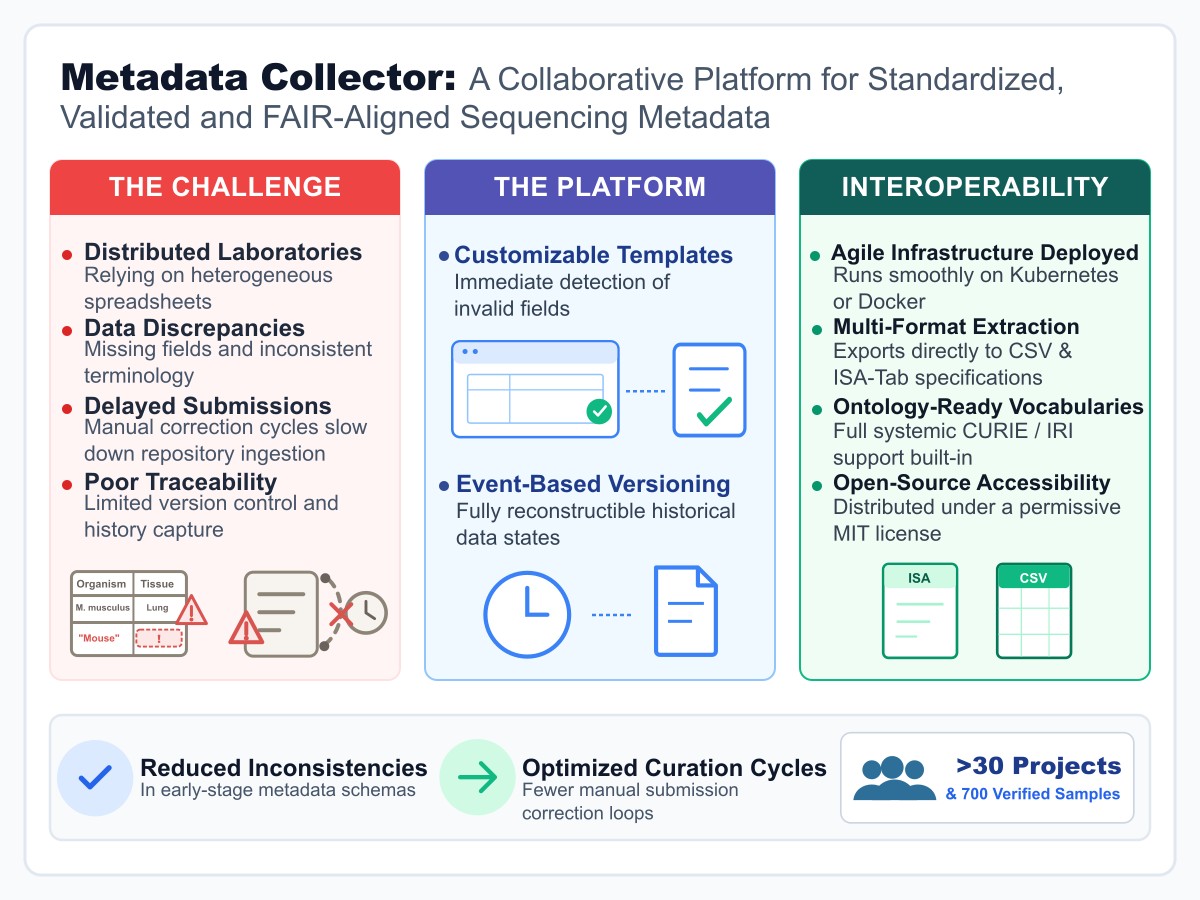 Metadata Collector: A Collaborative Platform for Standardized,
Validated and FAIR-Aligned Sequencing Metadata
THE CHALLENGE
Distributed Laboratories
Relying on heterogeneous
spreadsheets
Data Discrepancies
Missing fields and inconsistent
terminology
Delayed Submissions
Manual correction cycles slow
down repository ingestion
Poor Traceability
Limited version control and
history capture
Organism Tissue
M. musculus Lung
"Mouse" !
!
!
THE PLATFORM
Customizable Templates
Immediate detection of
invalid fields
Event-Based Versioning
Fully reconstructible historical
data states
INTEROPERABILITY
Agile Infrastructure Deployed
Runs smoothly on Kubernetes
or Docker
Multi-Format Extraction
Exports directly to CSV &
ISA-Tab specifications
Ontology-Ready Vocabularies
Full systemic CURIE / IRI
support built-in
Open-Source Accessibility
Distributed under a permissive
MIT license
ISA
CSV
Reduced Inconsistencies
In early-stage metadata schemas
Optimized Curation Cycles
Fewer manual submission
correction loops
>30 Projects
& 700 Verified Samples